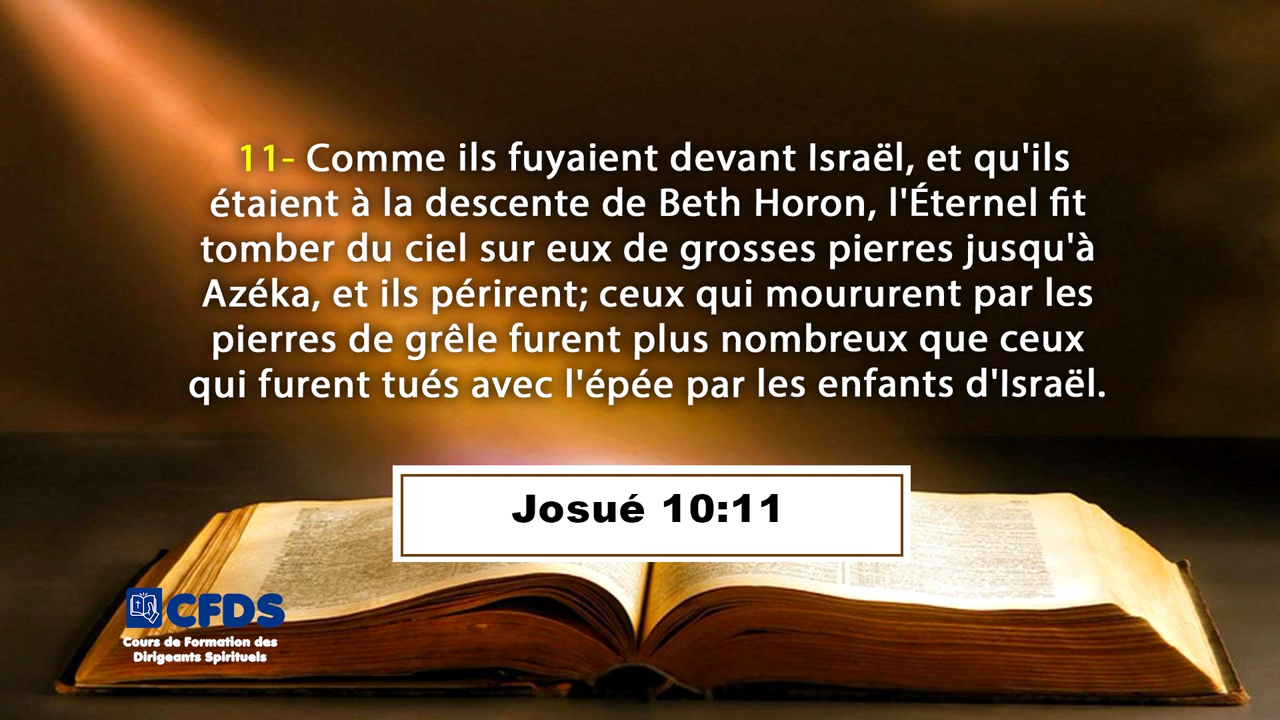 11- Comme ils fuyaient devant Israël, et qu'ils
étaient à la descente de Beth Horon, l'Éternel fit
tomber du ciel sur eux de grosses pierres jusqu'à
Azéka, et ils périrent; ceux qui moururent par les
pierres de grêle furent plus nombreux que ceux
qui furent tués avec l'épée par les enfants d'Israël.
Josué 10:11
CFDS
Cours de Formation des
Dirigeants Spirituels